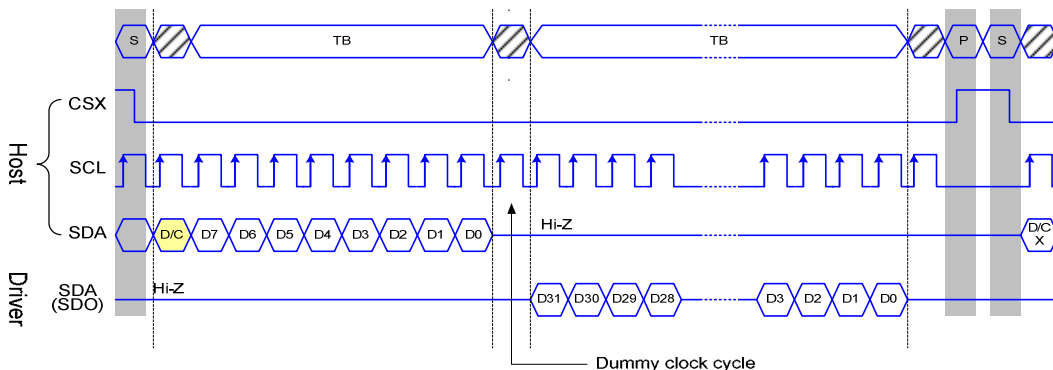 S TB TB P S
CSX
Host
SCL
SDA D/C D7 D6 D5 D4 D3 D2 D1 D0 Hi-Z D/C
X
Driver
SDA
(SDO)
Hi-Z D31 D30 D29 D28 D3 D2 D1 D0
Dummy clock cycle